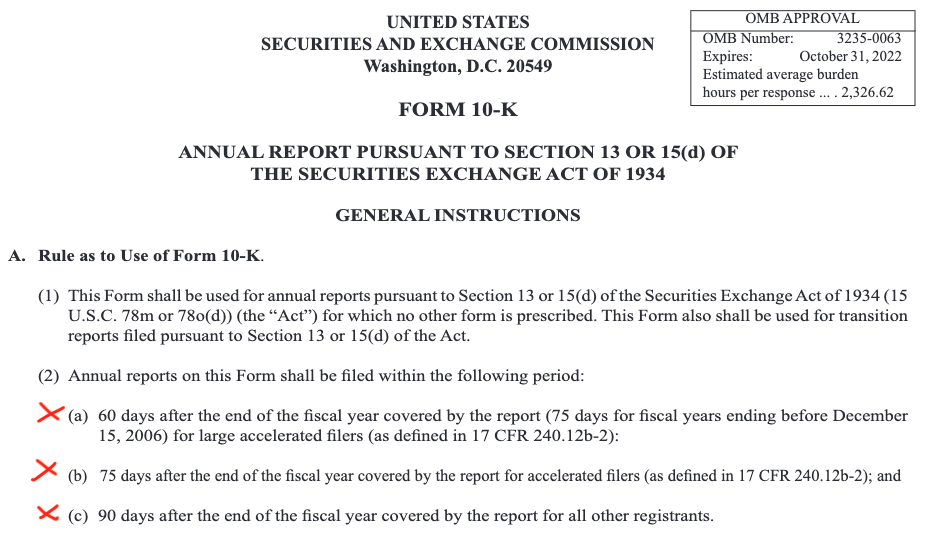 UNITED STATES
SECURITIES AND EXCHANGE COMMISSION
Washington, D.C. 20549
OMB APPROVAL
OMB Number: 3235-0063
Expires: October 31, 2022
Estimated average burden
hours per response ... . 2,326.62
FORM 10-K
ANNUAL REPORT PURSUANT TO SECTION 13 OR 15(d) OF
THE SECURITIES EXCHANGE ACT OF 1934
GENERAL INSTRUCTIONS
A. Rule as to Use of Form 10-K.
(1) This Form shall be used for annual reports pursuant to Section 13 or 15(d) of the Securities Exchange Act of 1934 (15
U.S.C. 78m or 78o(d)) (the “Act”) for which no other form is prescribed. This Form also shall be used for transition
reports filed pursuant to Section 13 or 15(d) of the Act.
(2) Annual reports on this Form shall be filed within the following period:
(a) 60 days after the end of the fiscal year covered by the report (75 days for fiscal years ending before December
15, 2006) for large accelerated filers (as defined in 17 CFR 240.12b-2):
(b) 75 days after the end of the fiscal year covered by the report for accelerated filers (as defined in 17 CFR 240.12b-2); and
(c) 90 days after the end of the fiscal year covered by the report for all other registrants.